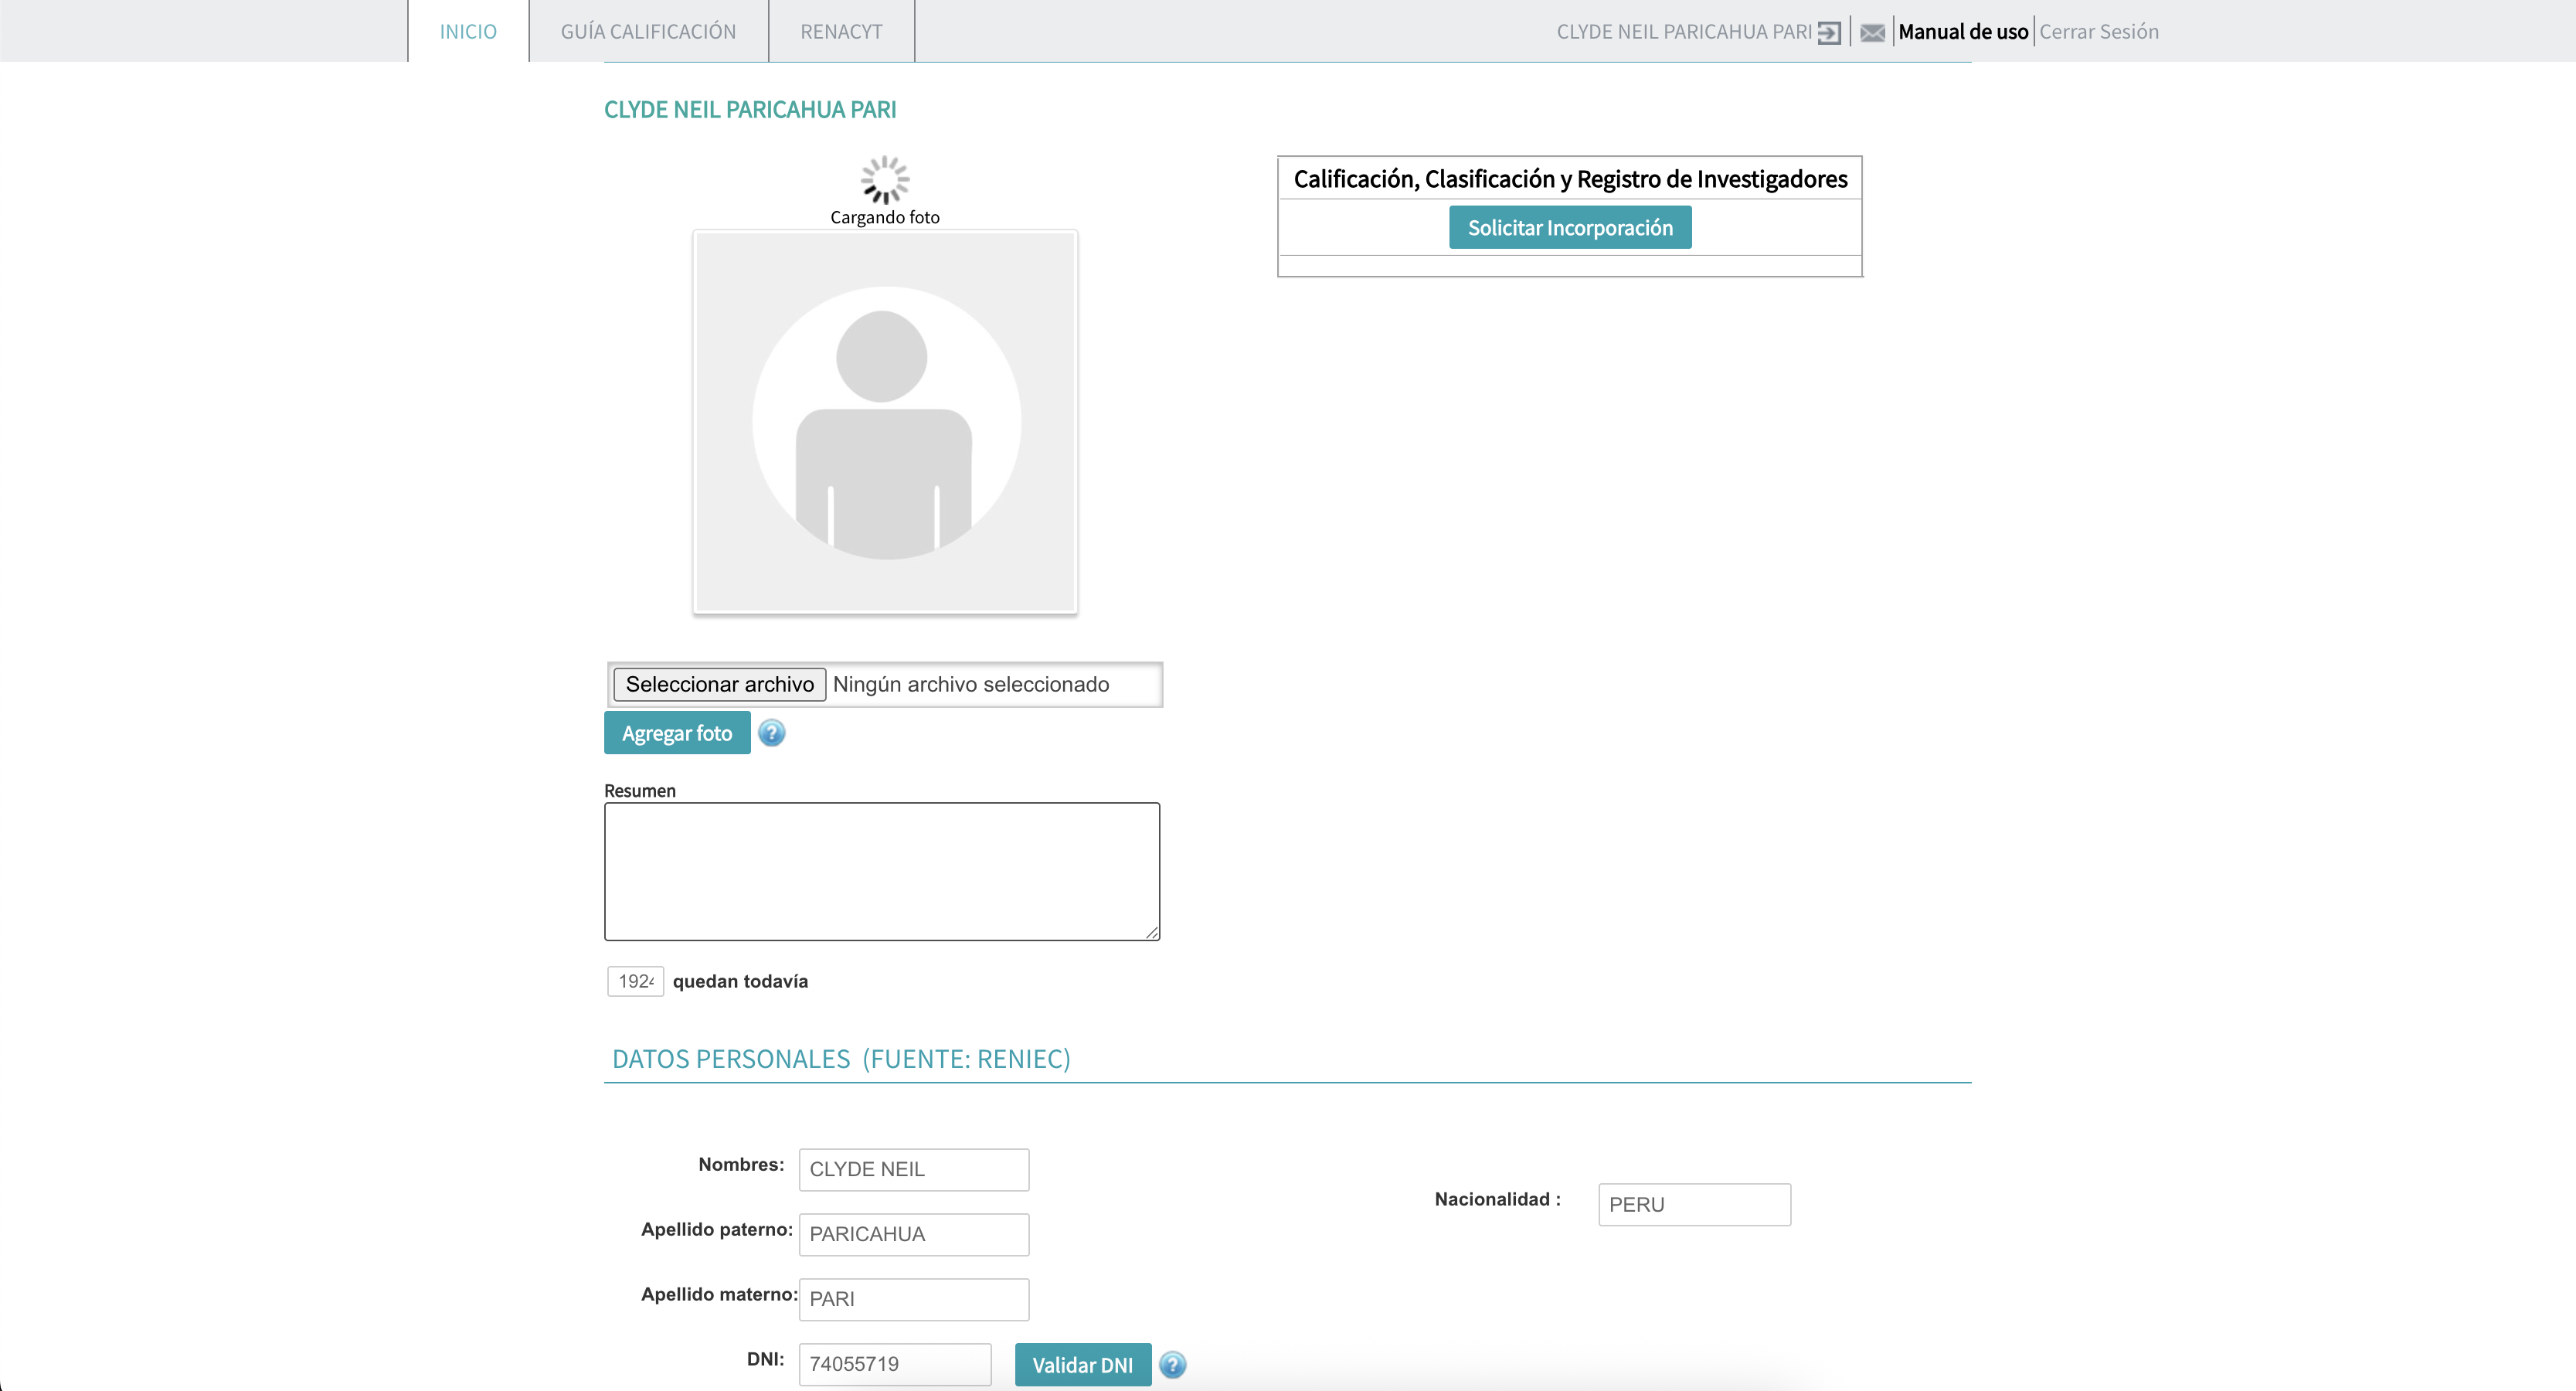 INICIO
GUÍA CALIFICACIÓN
RENACYT
CLYDE NEIL PARICAHUA PARI
Manual de uso
Cerrar Sesión
CLYDE NEIL PARICAHUA PARI
Cargando foto
Calificación, Clasificación y Registro de Investigadores
Solicitar Incorporación
Seleccionar archivo Ningún archivo seleccionado
Agregar foto ?
Resumen
1924 quedan todavía
DATOS PERSONALES (FUENTE: RENIEC)
Nombres: CLYDE NEIL
Nacionalidad : PERU
Apellido paterno: PARICAHUA
Apellido materno: PARI
DNI: 74055719 Validar DNI ?